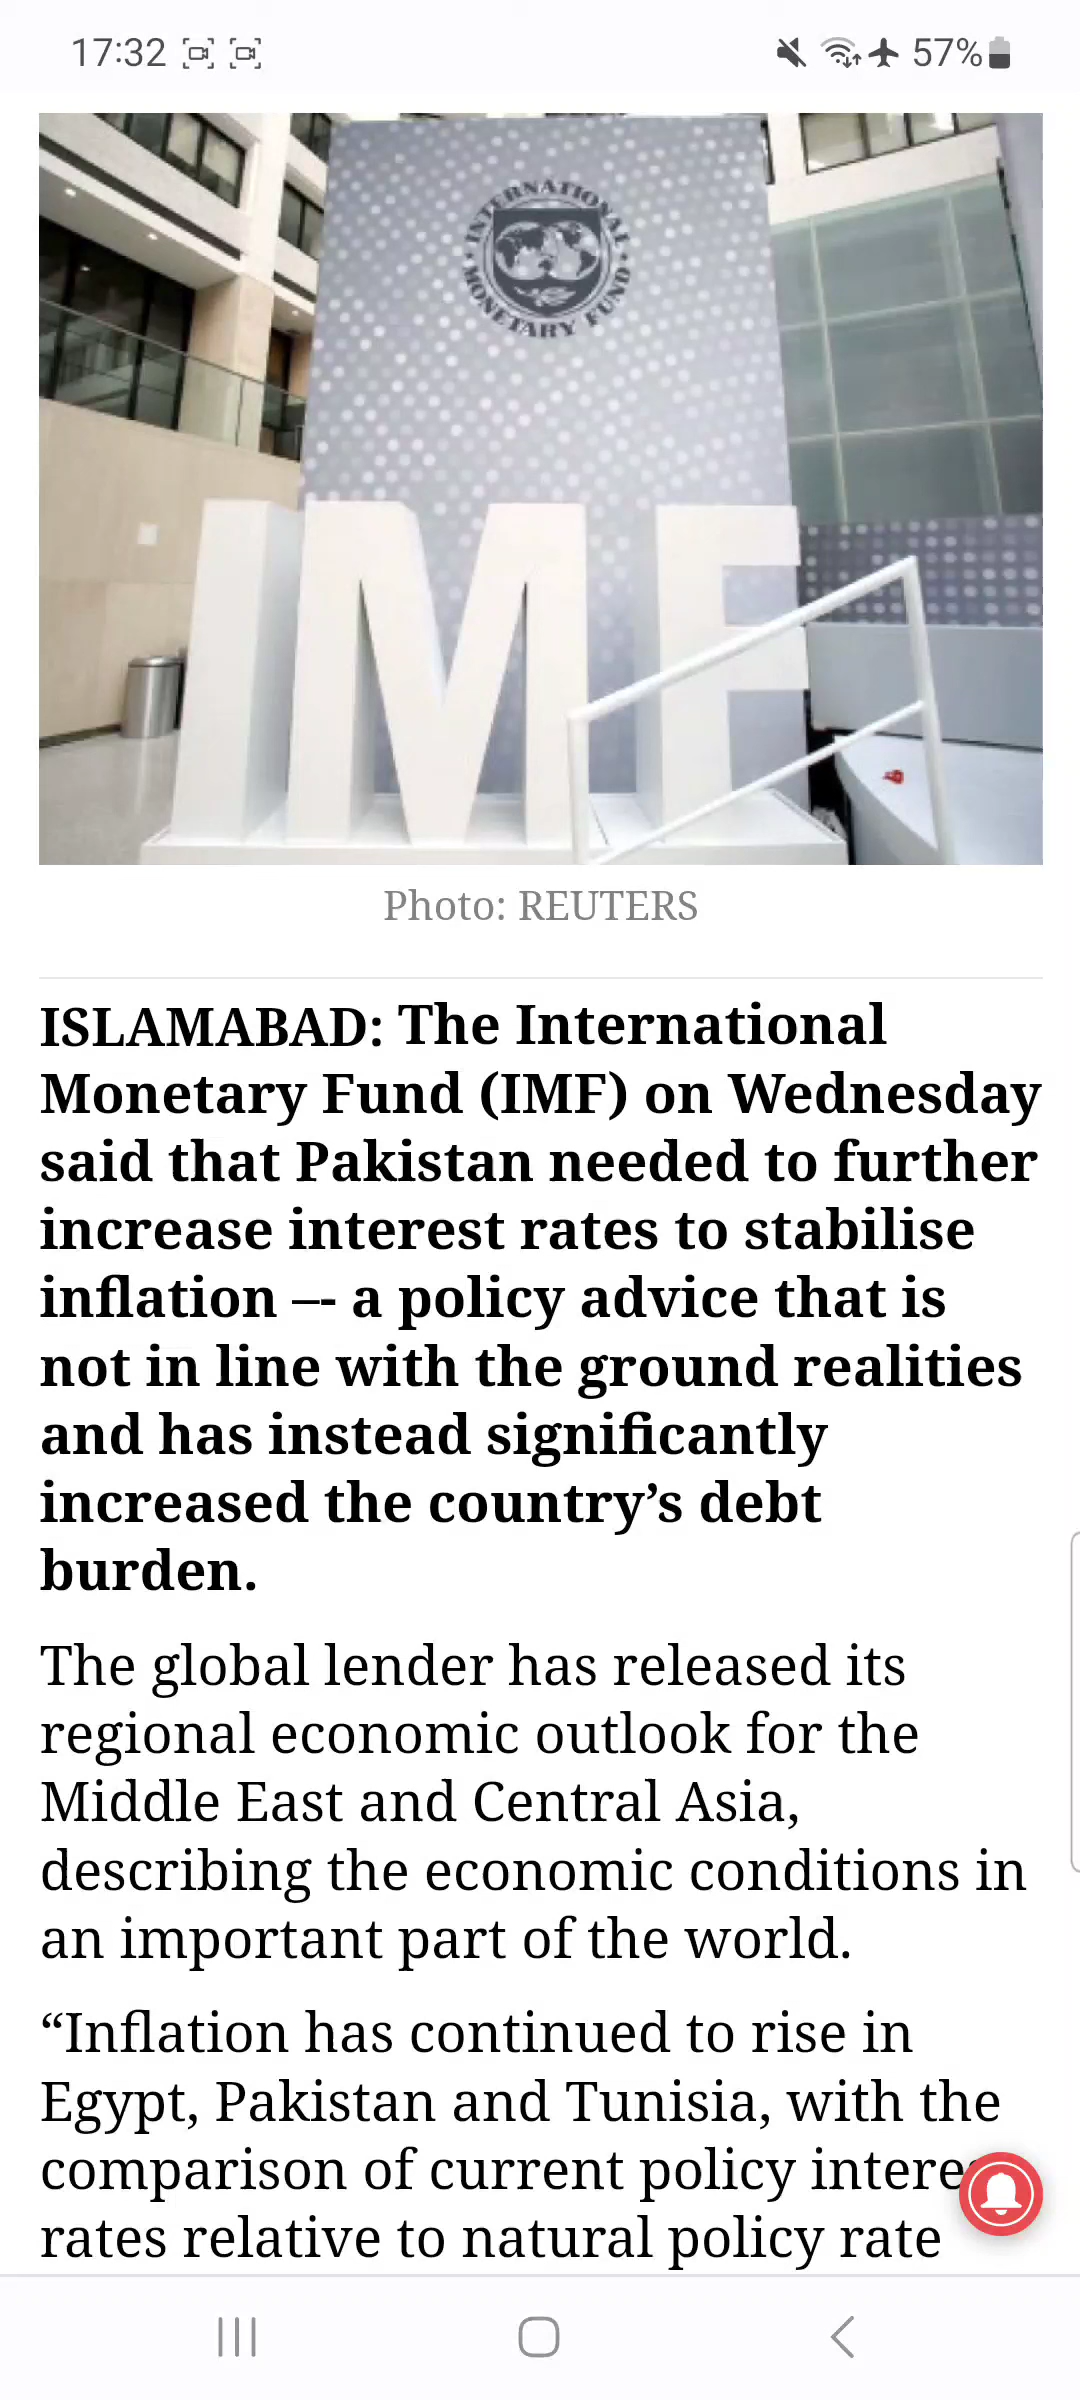 17:32
57%
INTERNATIONAL MONETARY FUND
IMF
Photo: REUTERS
ISLAMABAD: The International
Monetary Fund (IMF) on Wednesday
said that Pakistan needed to further
increase interest rates to stabilise
inflation –- a policy advice that is
not in line with the ground realities
and has instead significantly
increased the country’s debt
burden.
The global lender has released its
regional economic outlook for the
Middle East and Central Asia,
describing the economic conditions in
an important part of the world.
“Inflation has continued to rise in
Egypt, Pakistan and Tunisia, with the
comparison of current policy
rates relative to natural policy rate